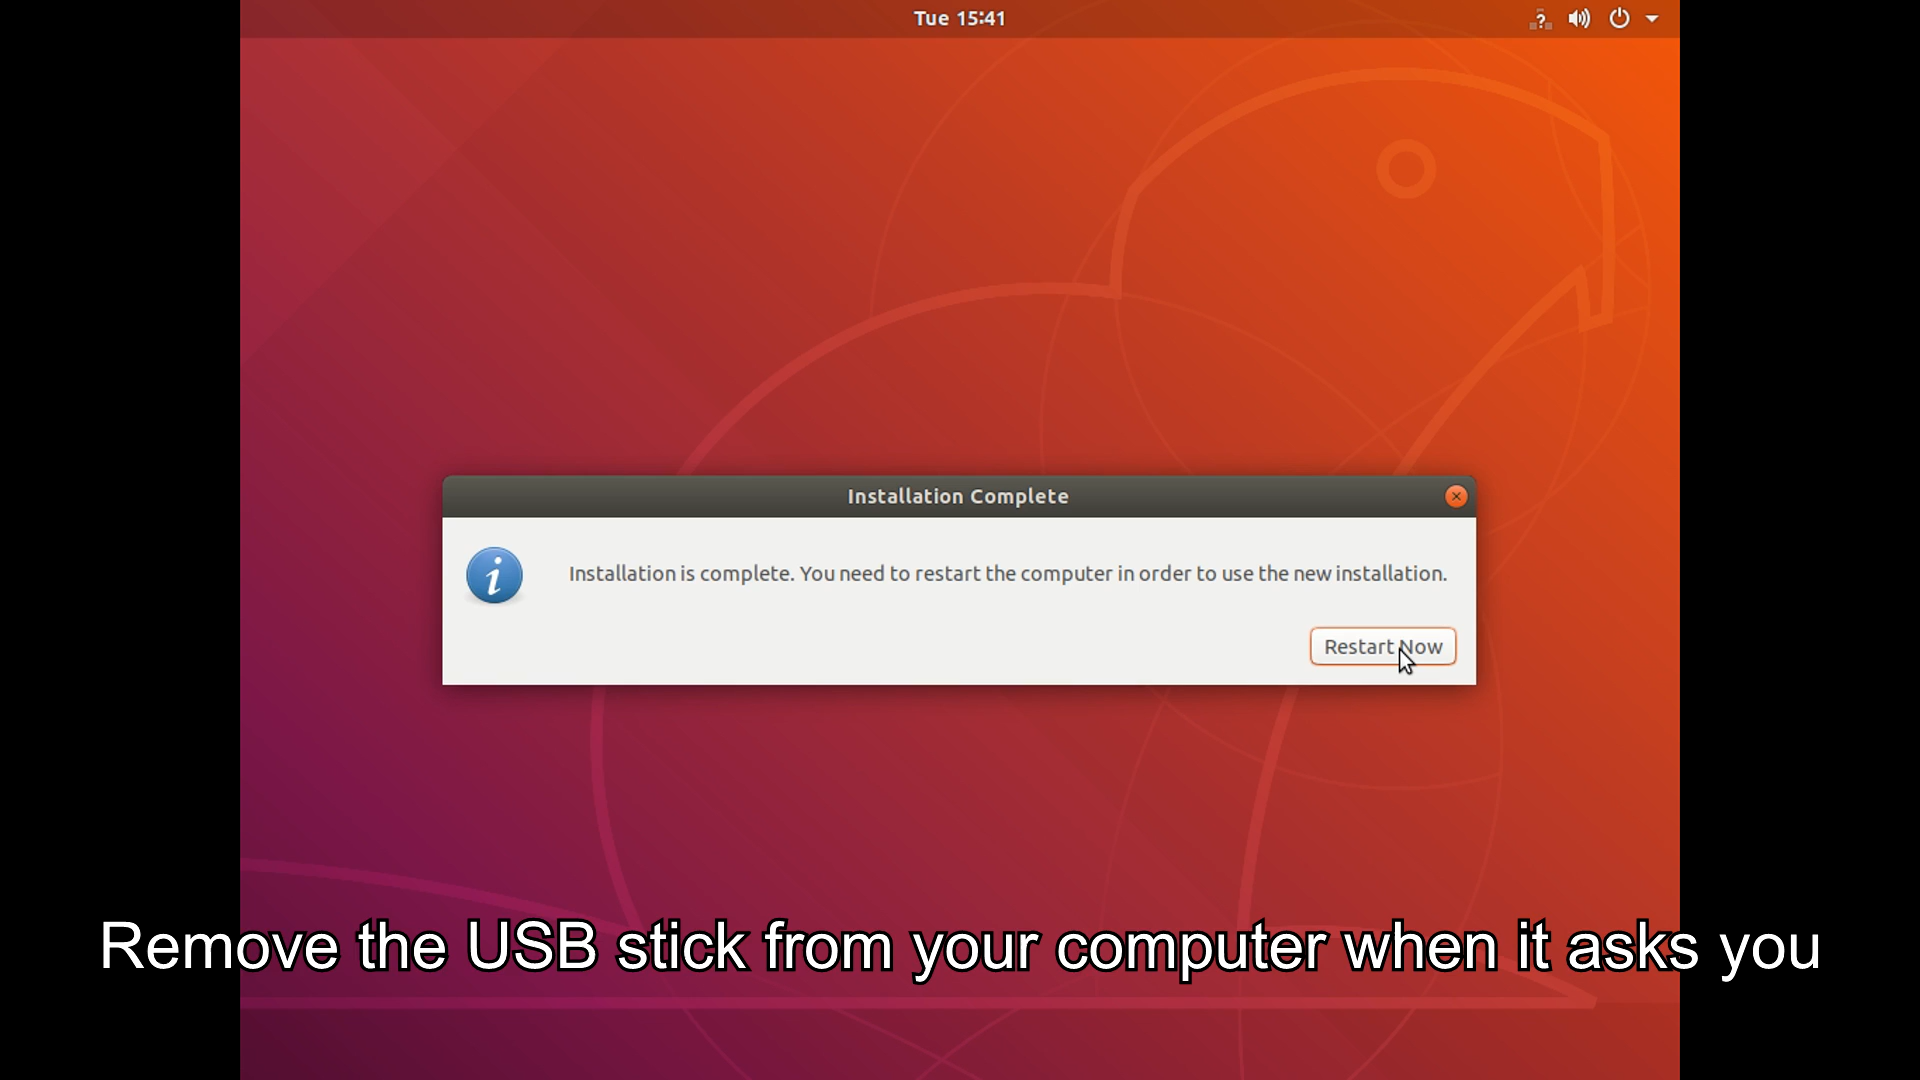 Tue 15:41
Installation Complete
Installation is complete. You need to restart the computer in order to use the new installation.
Restart Now
Remove the USB stick from your computer when it asks you